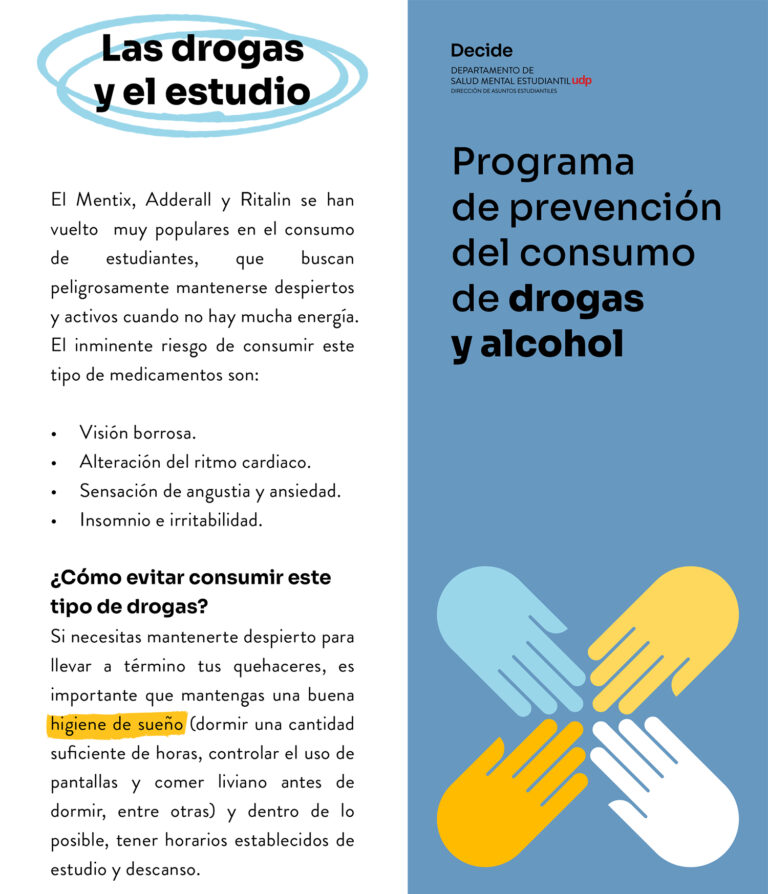 Las drogas
y el estudio
El Mentix, Adderall y Ritalin se han
vuelto muy populares en el consumo
de estudiantes, que buscan
peligrosamente mantenerse despiertos
y activos cuando no hay mucha energía.
El inminente riesgo de consumir este
tipo de medicamentos son:
• Visión borrosa.
• Alteración del ritmo cardiaco.
• Sensación de angustia y ansiedad.
• Insomnio e irritabilidad.
¿Cómo evitar consumir este
tipo de drogas?
Si necesitas mantenerte despierto para
llevar a término tus quehaceres, es
importante que mantengas una buena
higiene de sueño (dormir una cantidad
suficiente de horas, controlar el uso de
pantallas y comer liviano antes de
dormir, entre otras) y dentro de lo
posible, tener horarios establecidos de
estudio y descanso.
Decide
DEPARTAMENTO DE
SALUD MENTAL ESTUDIANTIL udp
DIRECCIÓN DE ASUNTOS ESTUDIANTILES
Programa
de prevención
del consumo
de drogas
y alcohol